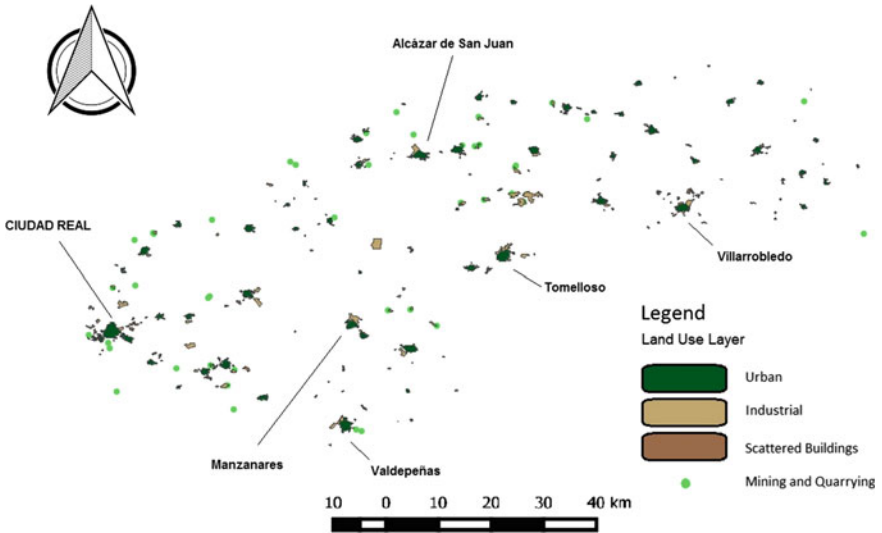 Alcázar de San Juan
CIUDAD REAL
Villarrobledo
Tomelloso
Legend
Land Use Layer
Urban
Industrial
Scattered Buildings
Mining and Quarrying
Manzanares
Valdepeñas
10 0 10 20 30 40 km